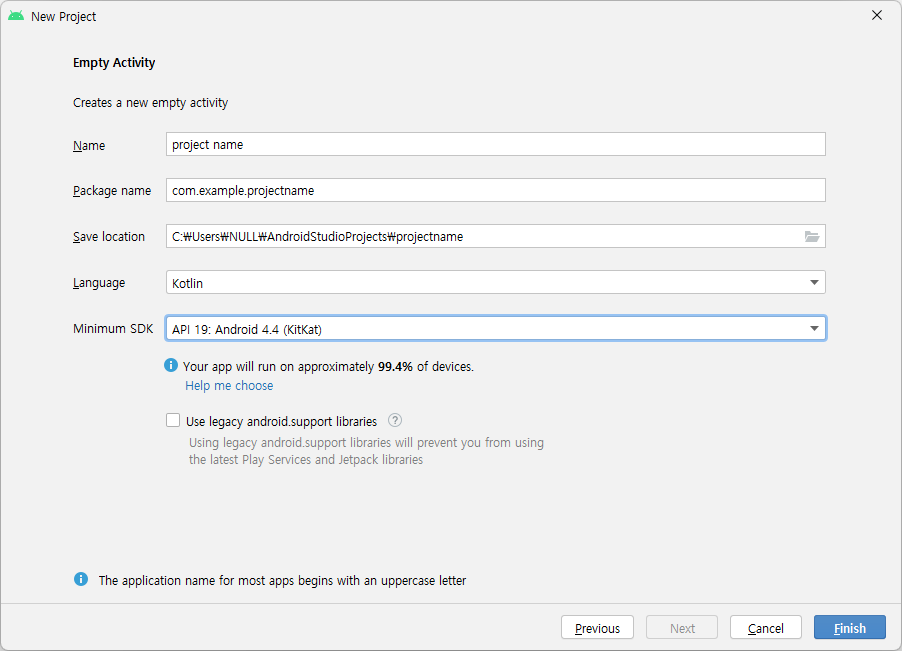 New Project
Empty Activity
Creates a new empty activity
Name project name
Package name com.example.projectname
Save location C:₩Users₩NULL₩AndroidStudioProjects₩projectname
Language Kotlin
Minimum SDK API 19: Android 4.4 (KitKat)
Your app will run on approximately 99.4% of devices.
Help me choose
Use legacy android.support libraries ?
Using legacy android.support libraries will prevent you from using
the latest Play Services and Jetpack libraries
The application name for most apps begins with an uppercase letter
Previous Next Cancel Finish